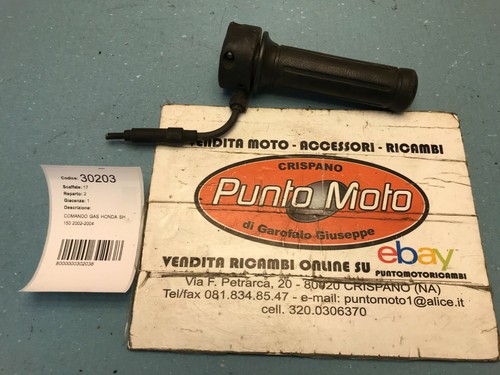 Codice: 30203
Scaffale: 17
Reparto: 3
Giacenza: 1
Descrizione:
COMANDO GAS HONDA SH
150 2002-2004
8000000302038
VENDITA MOTO - ACCESSORI - RICAMBI
CRISPANO
Punto Moto
di Garofalo Giuseppe
VENDITA RICAMBI ONLINE SU
ebay
PUNTOMOTORICAMBI
Via F. Petrarca, 20 - 80020 CRISPANO (NA)
Tel/fax 081.834.85.47 - e-mail: puntomoto1@alice.it
cell. 320.0306370